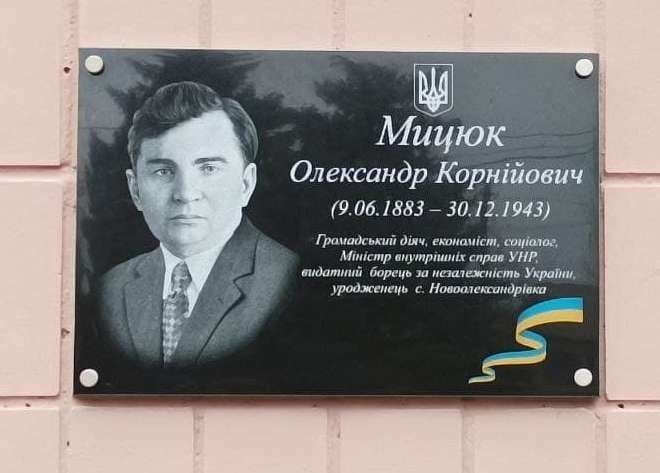 Мицюк
Олександр Корнійович
(9.06.1883 – 30.12.1943)
Громадський діяч, економіст, соціолог,
Міністр внутрішніх справ УНР,
видатний борець за незалежність України,
уродженець с. Новоолександрівка